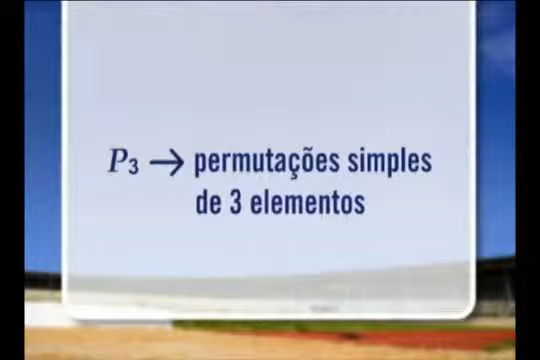 P₃ → permutações simples
de 3 elementos